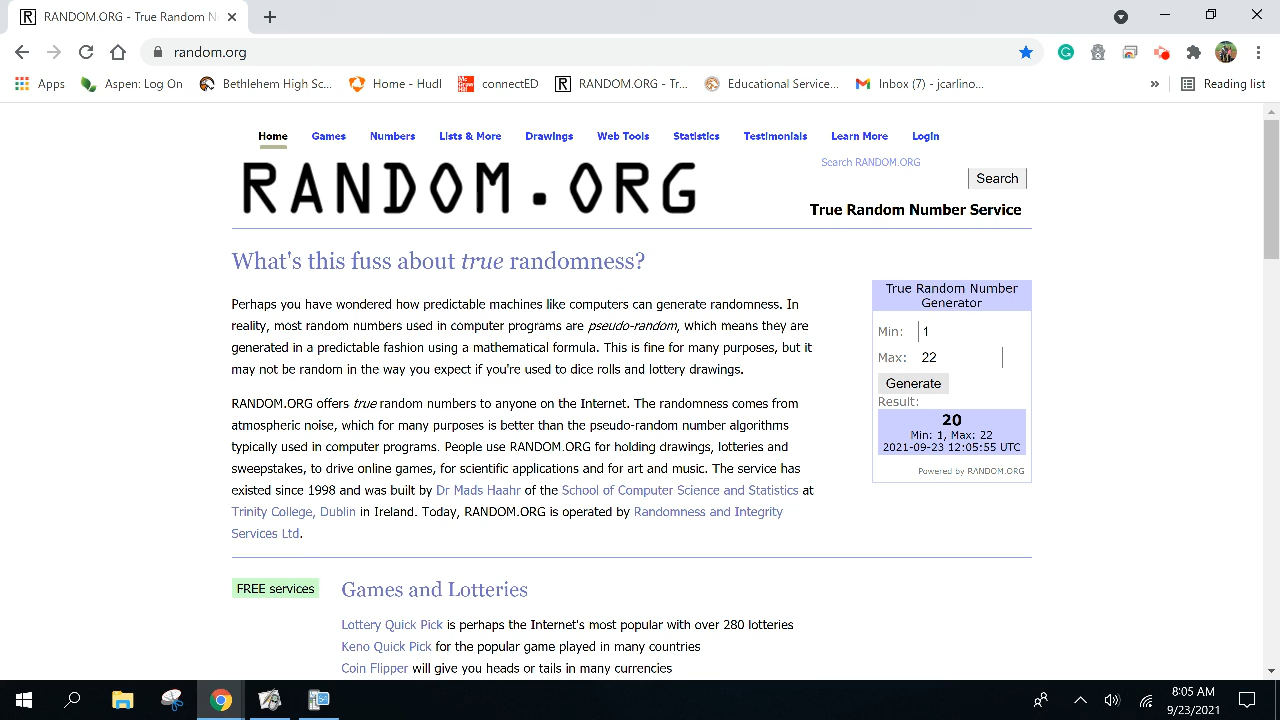 RANDOM.ORG - True Random N
random.org
Apps
Aspen: Log On
Bethlehem High Sc...
Home - Hudl
connectED
RANDOM.ORG - Tr...
Educational Service...
Inbox (7) - jcarlino...
»
Reading list
Home
Games
Numbers
Lists & More
Drawings
Web Tools
Statistics
Testimonials
Learn More
Login
RANDOM.ORG
Search RANDOM.ORG
Search
True Random Number Service
What's this fuss about true randomness?
Perhaps you have wondered how predictable machines like computers can generate randomness. In
reality, most random numbers used in computer programs are pseudo-random, which means they are
generated in a predictable fashion using a mathematical formula. This is fine for many purposes, but it
may not be random in the way you expect if you're used to dice rolls and lottery drawings.
RANDOM.ORG offers true random numbers to anyone on the Internet. The randomness comes from
atmospheric noise, which for many purposes is better than the pseudo-random number algorithms
typically used in computer programs. People use RANDOM.ORG for holding drawings, lotteries and
sweepstakes, to drive online games, for scientific applications and for art and music. The service has
existed since 1998 and was built by Dr Mads Haahr of the School of Computer Science and Statistics at
Trinity College, Dublin in Ireland. Today, RANDOM.ORG is operated by Randomness and Integrity
Services Ltd.
True Random Number
Generator
Min: 1
Max: 22
Generate
Result:
20
Min: 1, Max: 22
2021-09-23 12:05:55 UTC
Powered by RANDOM.ORG
FREE services
Games and Lotteries
Lottery Quick Pick is perhaps the Internet's most popular with over 280 lotteries
Keno Quick Pick for the popular game played in many countries
Coin Flipper will give you heads or tails in many currencies
8:05 AM
9/23/2021